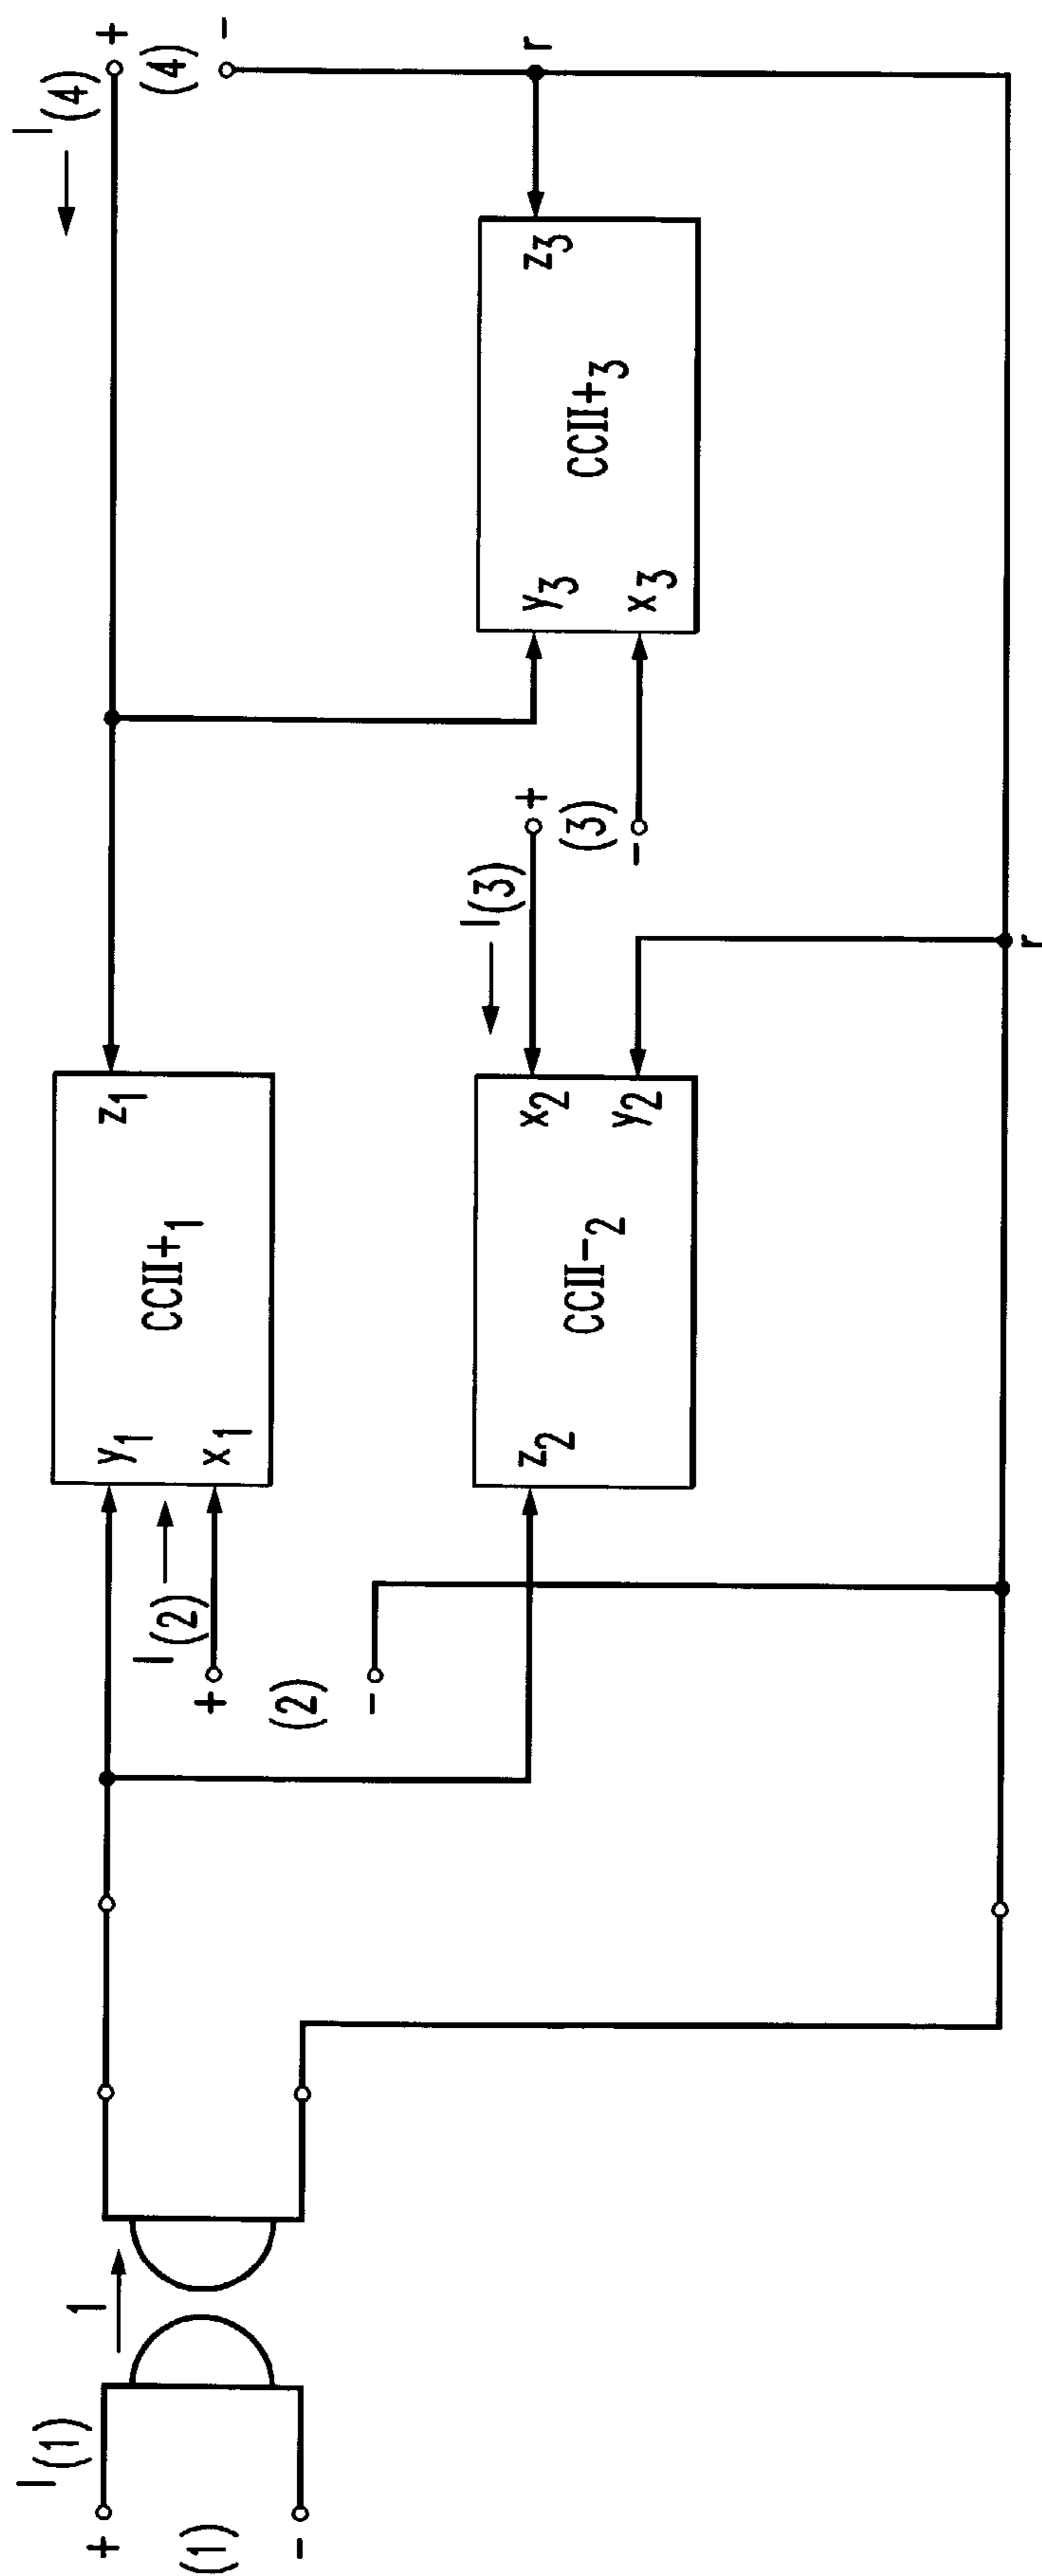 I(1)
+
(1)
-
1
y1
x1
CCII+1
z1
I(2)
+
(2)
-
z2
CCII-2
x2
y2
I(3)
+
(3)
-
y3
x3
CCII+3
z3
I(4)
+
(4)
-
r
r